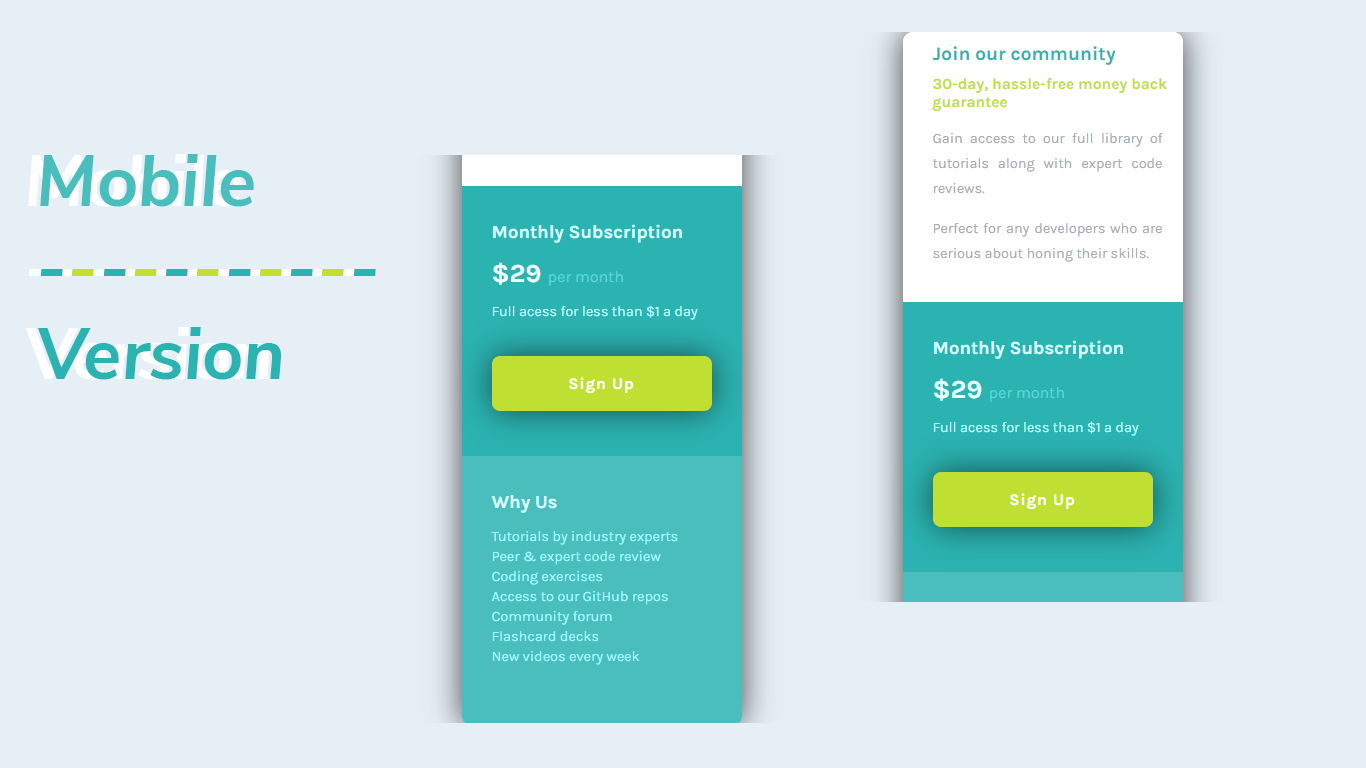 Mobile
Version
Monthly Subscription
$29 per month
Full acess for less than $1 a day
Sign Up
Why Us
Tutorials by industry experts
Peer & expert code review
Coding exercises
Access to our GitHub repos
Community forum
Flashcard decks
New videos every week
Join our community
30-day, hassle-free money back
guarantee
Gain access to our full library of
tutorials along with expert code
reviews.
Perfect for any developers who are
serious about honing their skills.
Monthly Subscription
$29 per month
Full acess for less than $1 a day
Sign Up